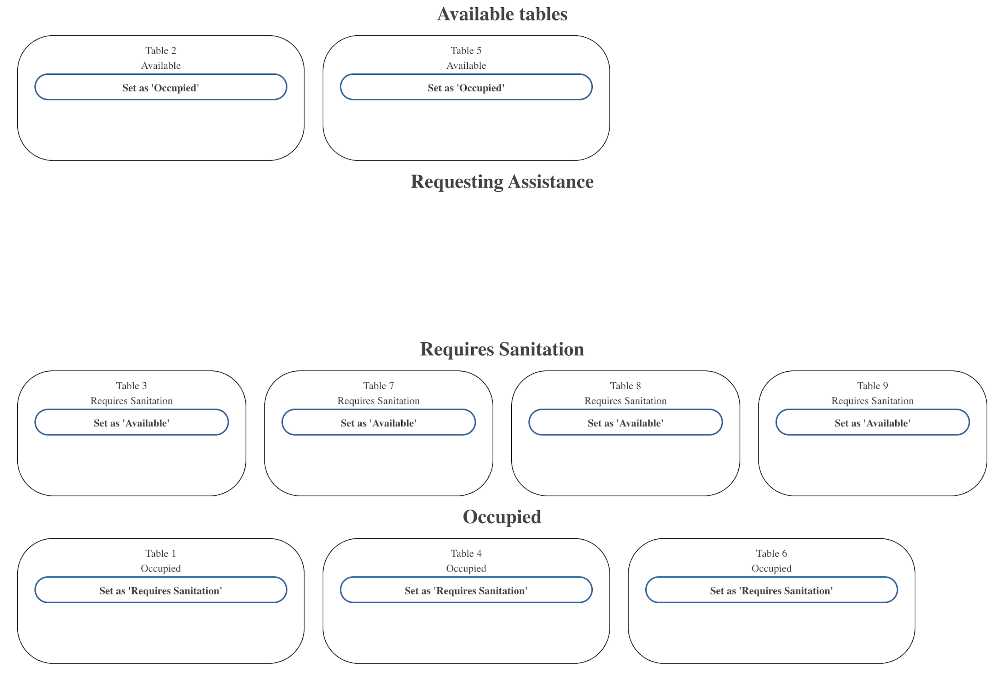 Available tables
Table 2
Available
Set as 'Occupied'
Table 5
Available
Set as 'Occupied'
Requesting Assistance
Requires Sanitation
Table 3
Requires Sanitation
Set as 'Available'
Table 7
Requires Sanitation
Set as 'Available'
Table 8
Requires Sanitation
Set as 'Available'
Table 9
Requires Sanitation
Set as 'Available'
Occupied
Table 1
Occupied
Set as 'Requires Sanitation'
Table 4
Occupied
Set as 'Requires Sanitation'
Table 6
Occupied
Set as 'Requires Sanitation'